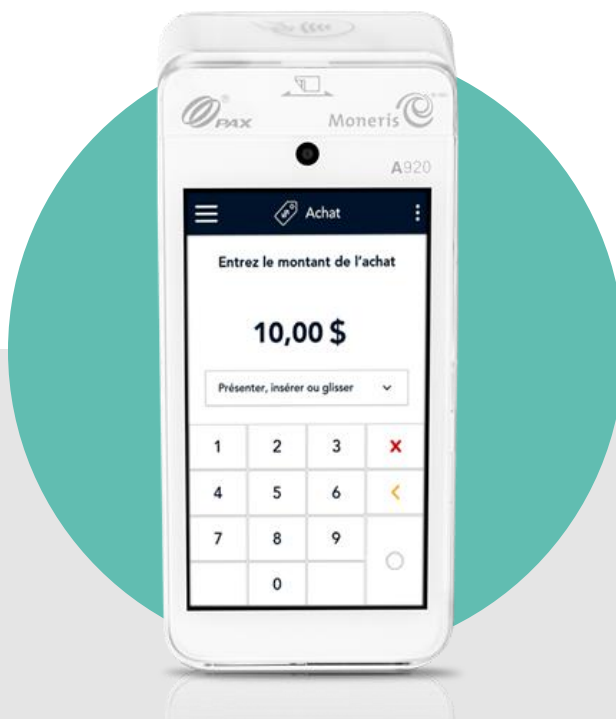 PAX
Moneris
A920
Achat
Entrez le montant de l'achat
10,00 $
Présenter, insérer ou glisser
1 2 3 x
4 5 6 <
7 8 9
0